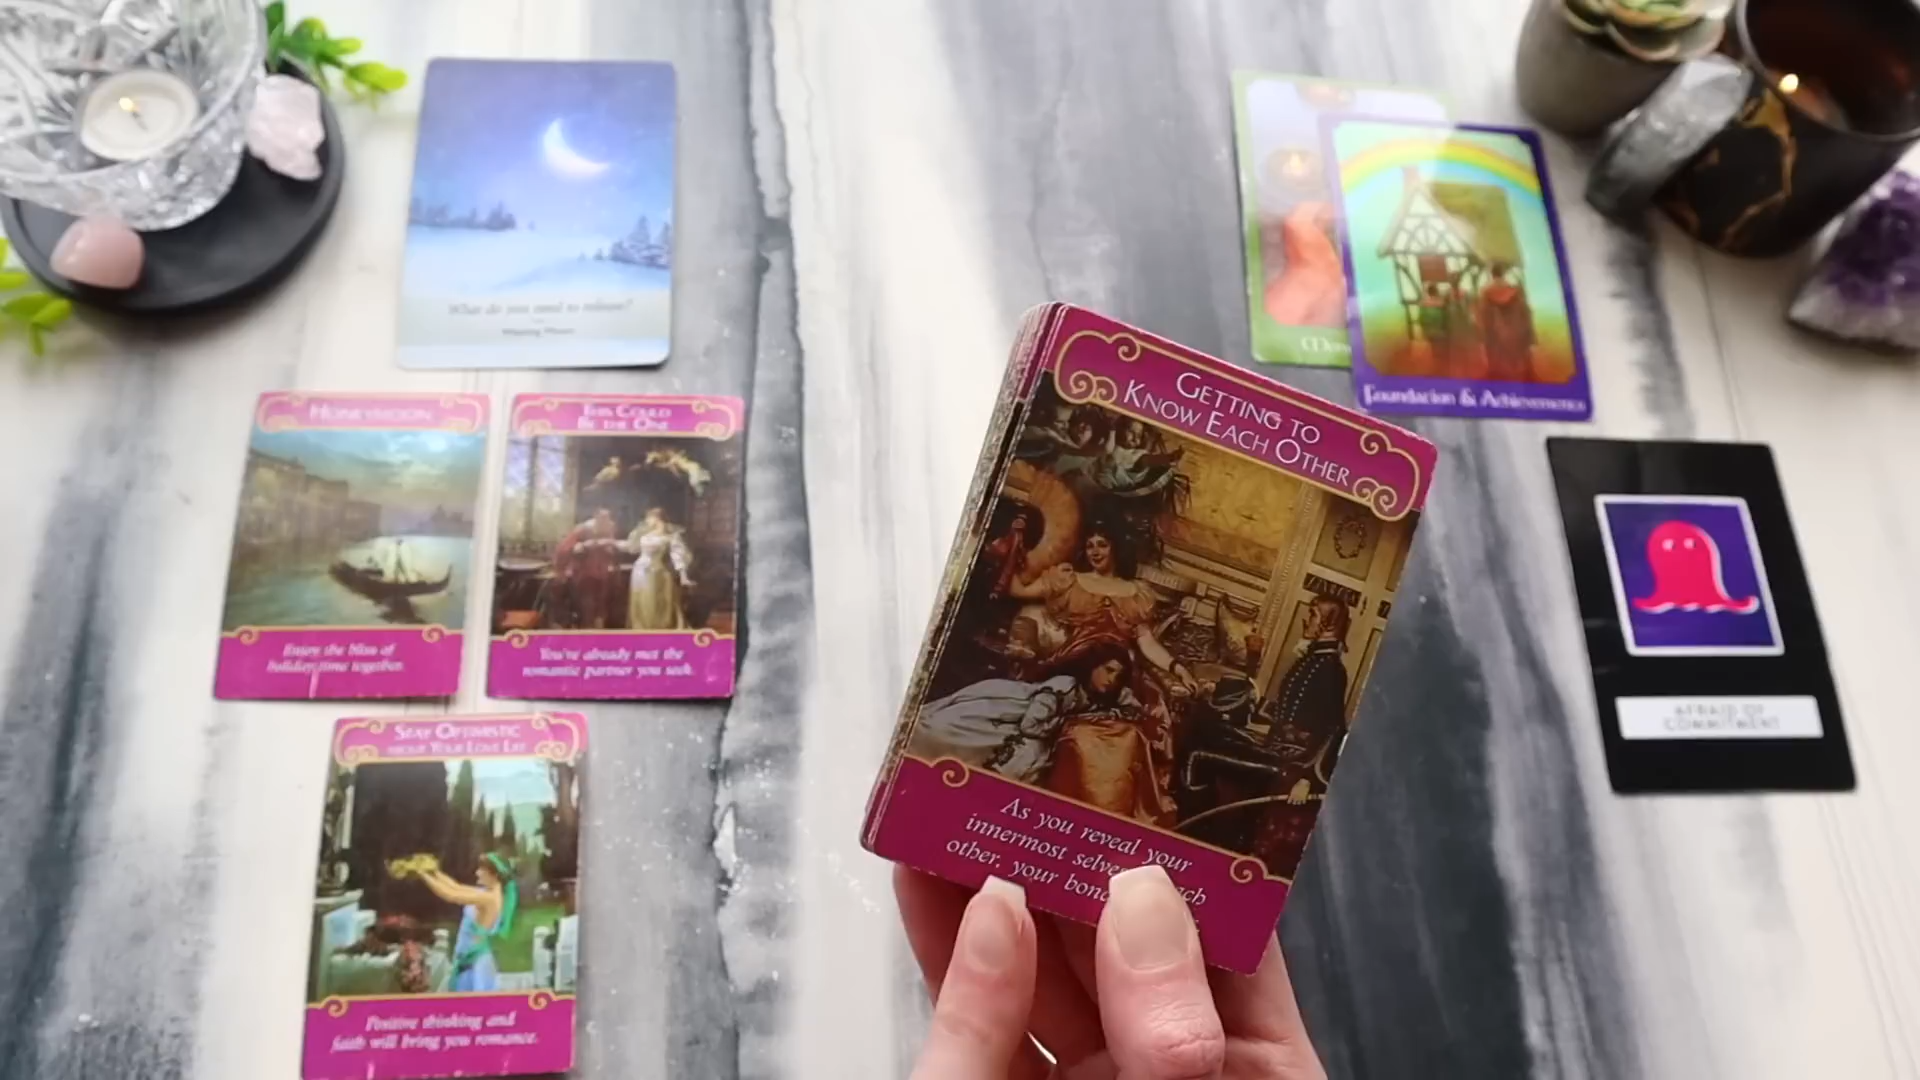 What do you need to release?
Waning Moon
HONEYMOON
Enjoy the bliss of
holiday time together.
THIS COULD
BE THE ONE
You're already met the
romantic partner you seek.
STAY OPTIMISTIC
ABOUT YOUR LOVE LIFE
Positive thinking and
faith will bring you romance.
GETTING TO
KNOW EACH OTHER
As you reveal your
innermost selves each
other, your bond
Foundation & Achievements
AFRAID OF
COMMITMENT